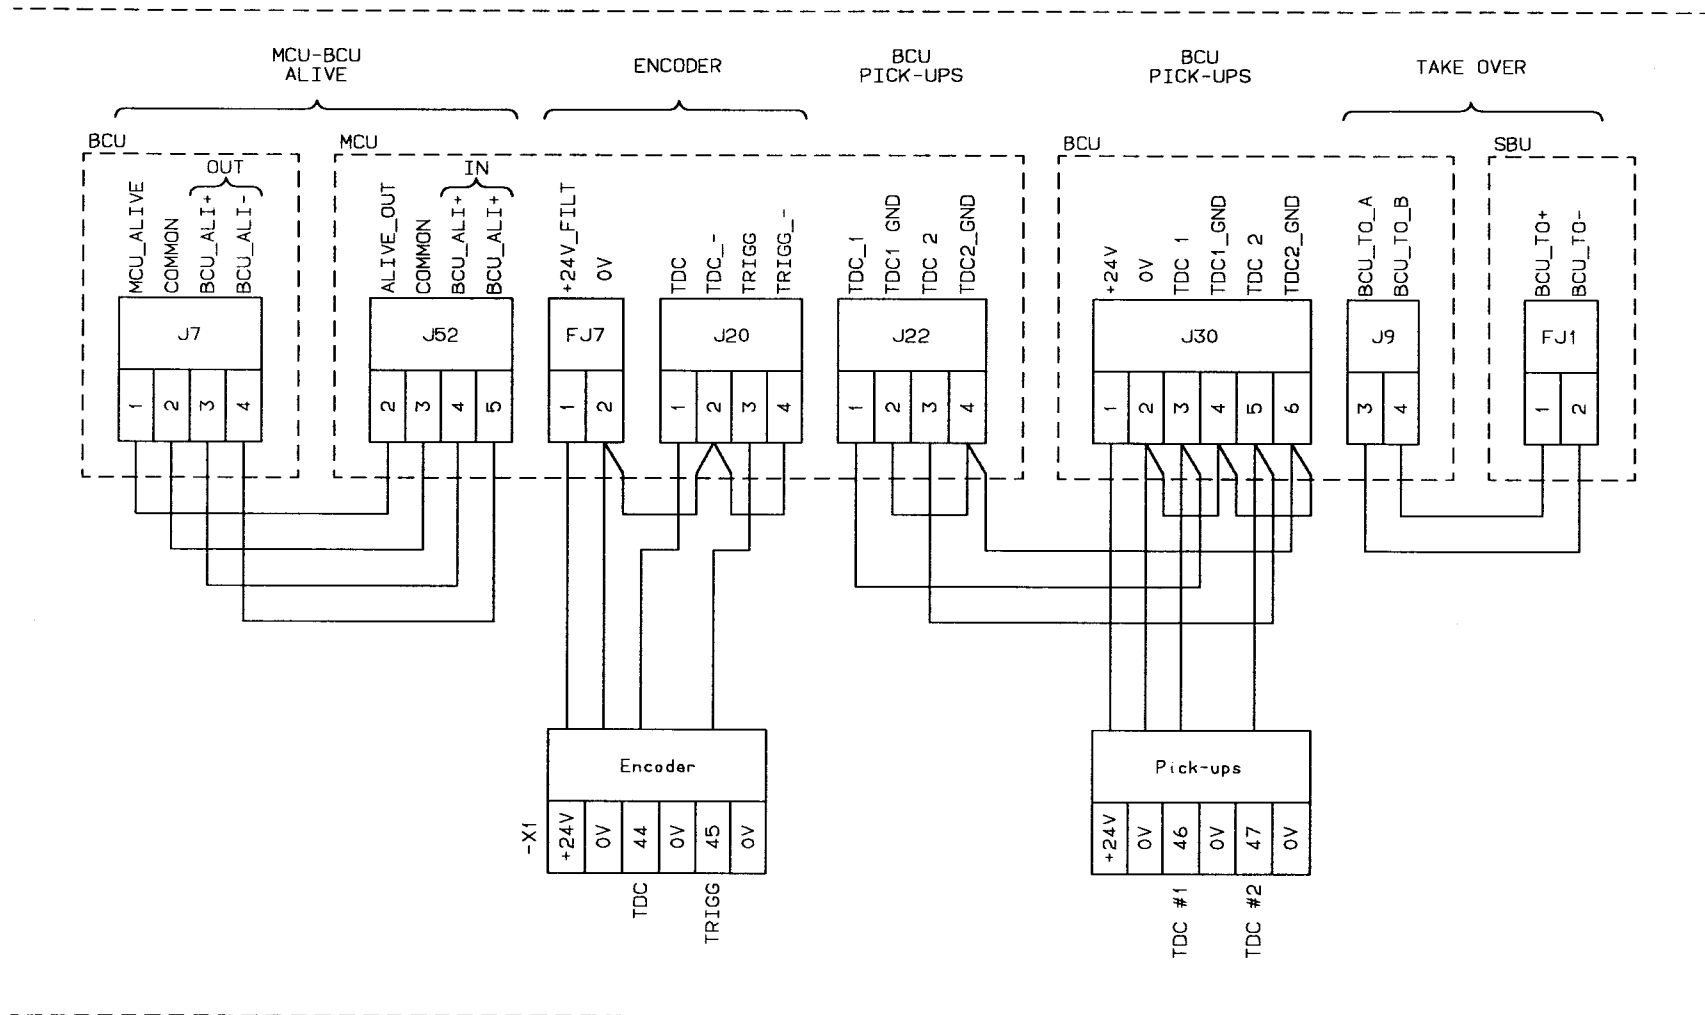 MCU-BCU
ALIVE
ENCODER
BCU
PICK-UPS
BCU
PICK-UPS
TAKE OVER
BCU
MCU
BCU
SBU
OUT
IN
MCU_ALIVE
COMMON
BCU_ALI+
BCU_ALI-
ALIVE_OUT
COMMON
BCU_ALI+
BCU_ALI+
+24V_FILT
0V
TDC
TDC_-
TRIGG
TRIGG_-
TDC_1
TDC1 GND
TDC 2
TDC2_GND
+24V
0V
TDC 1
TDC1_GND
TDC 2
TDC2_GND
BCU_TO_A
BCU_TO_B
BCU_TO+
BCU_TO-
J7
J52
FJ7
J20
J22
J30
J9
FJ1
1 2 3 4
2 3 4 5
1 2
1 2 3 4
1 2 3 4
1 2 3 4 5 6
3 4
1 2
Encoder
Pick-ups
-X1
+24V
0V
44
0V
45
0V
+24V
0V
46
0V
47
0V
TDC
TRIGG
TDC #1
TDC #2